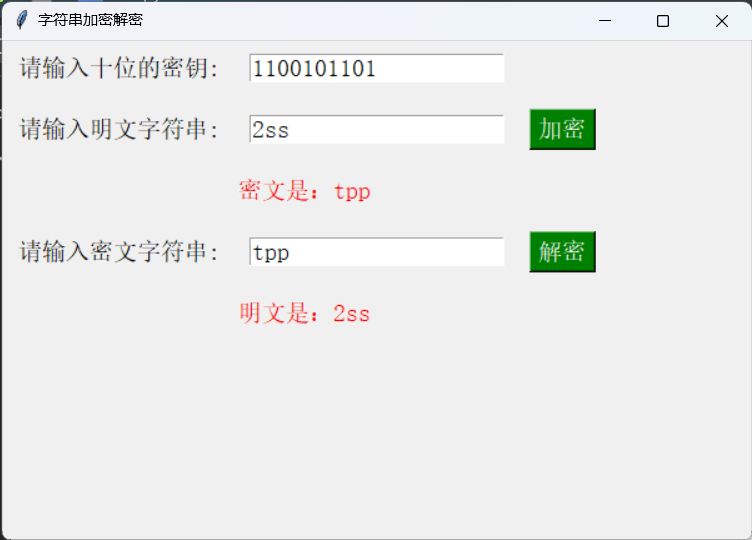 字符串加密解密
请输入十位的密钥: 1100101101
请输入明文字符串: 2ss 加密
密文是：tpp
请输入密文字符串: tpp 解密
明文是：2ss